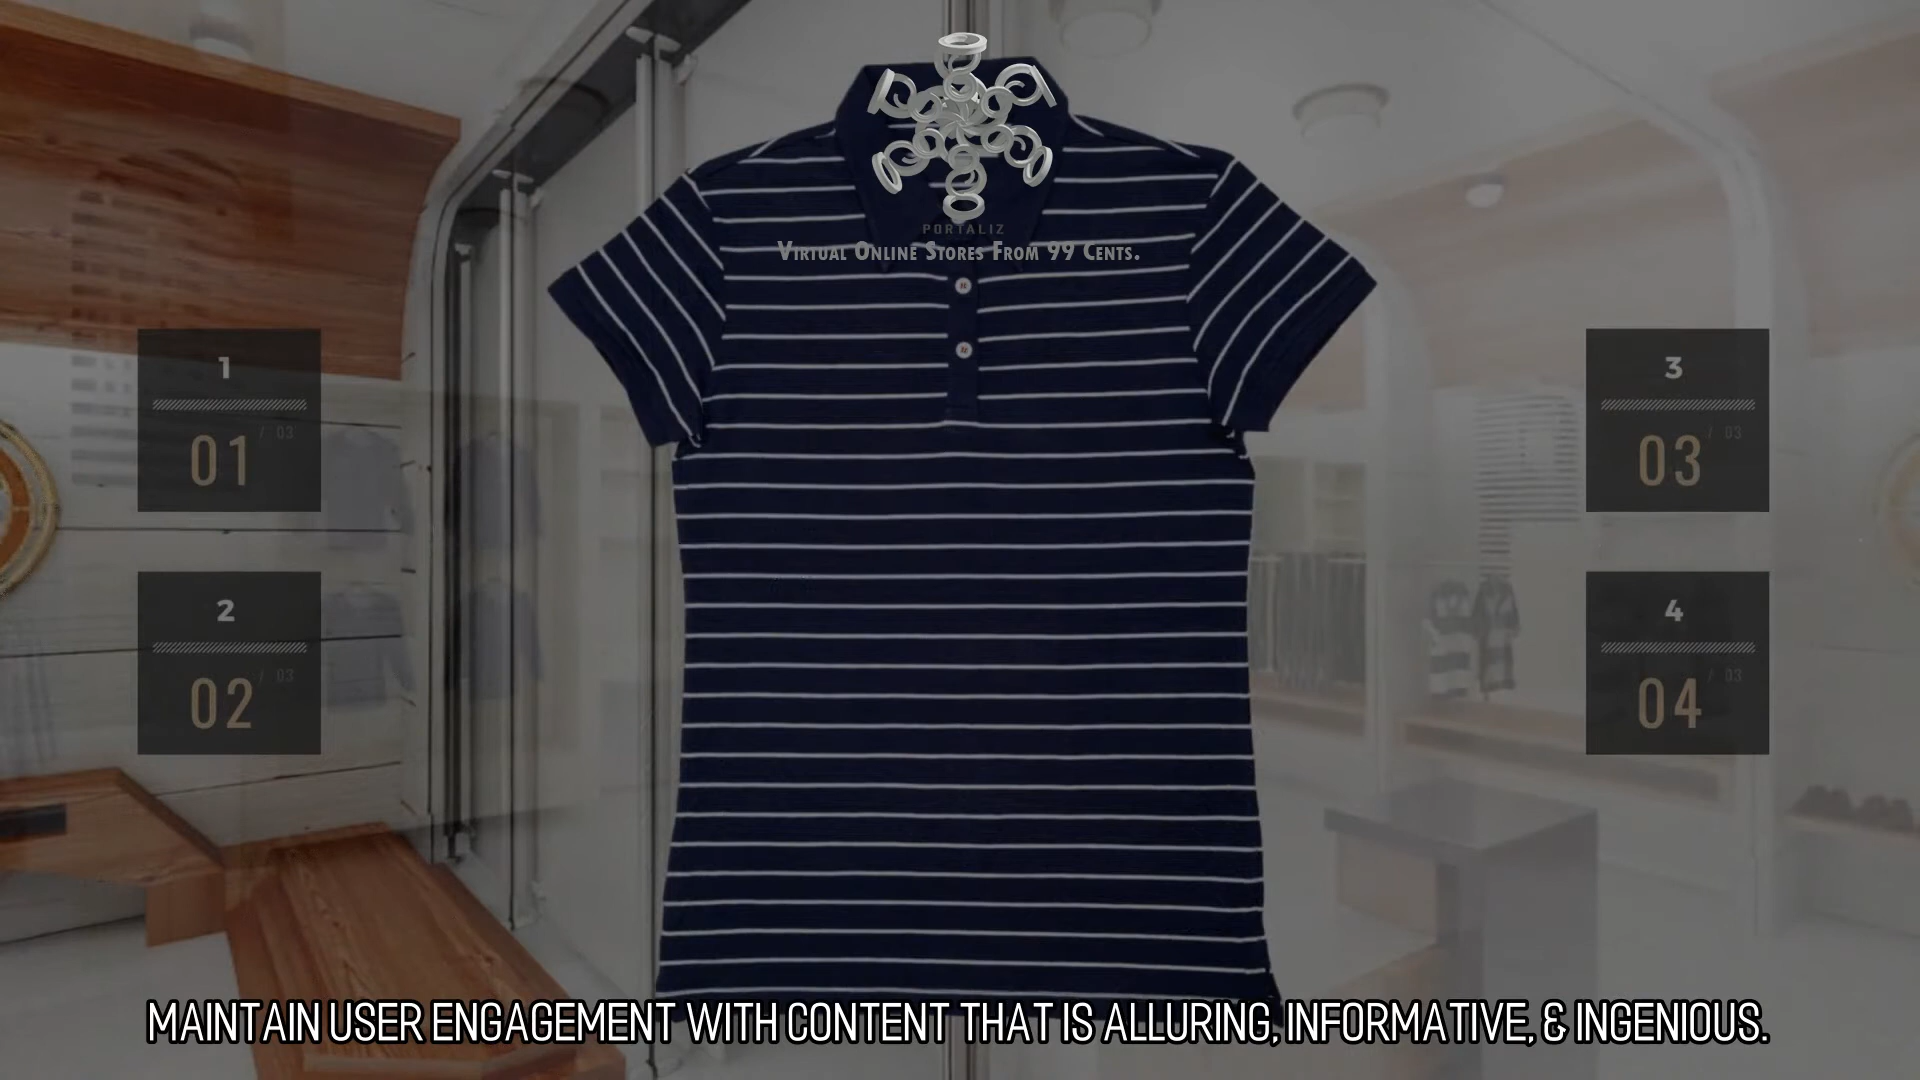 PORTALIZ
Virtual Online Stores From 99 Cents.
1
01 / 03
2
02 / 03
3
03 / 03
4
04 / 03
MAINTAIN USER ENGAGEMENT WITH CONTENT THAT IS ALLURING, INFORMATIVE, & INGENIOUS.